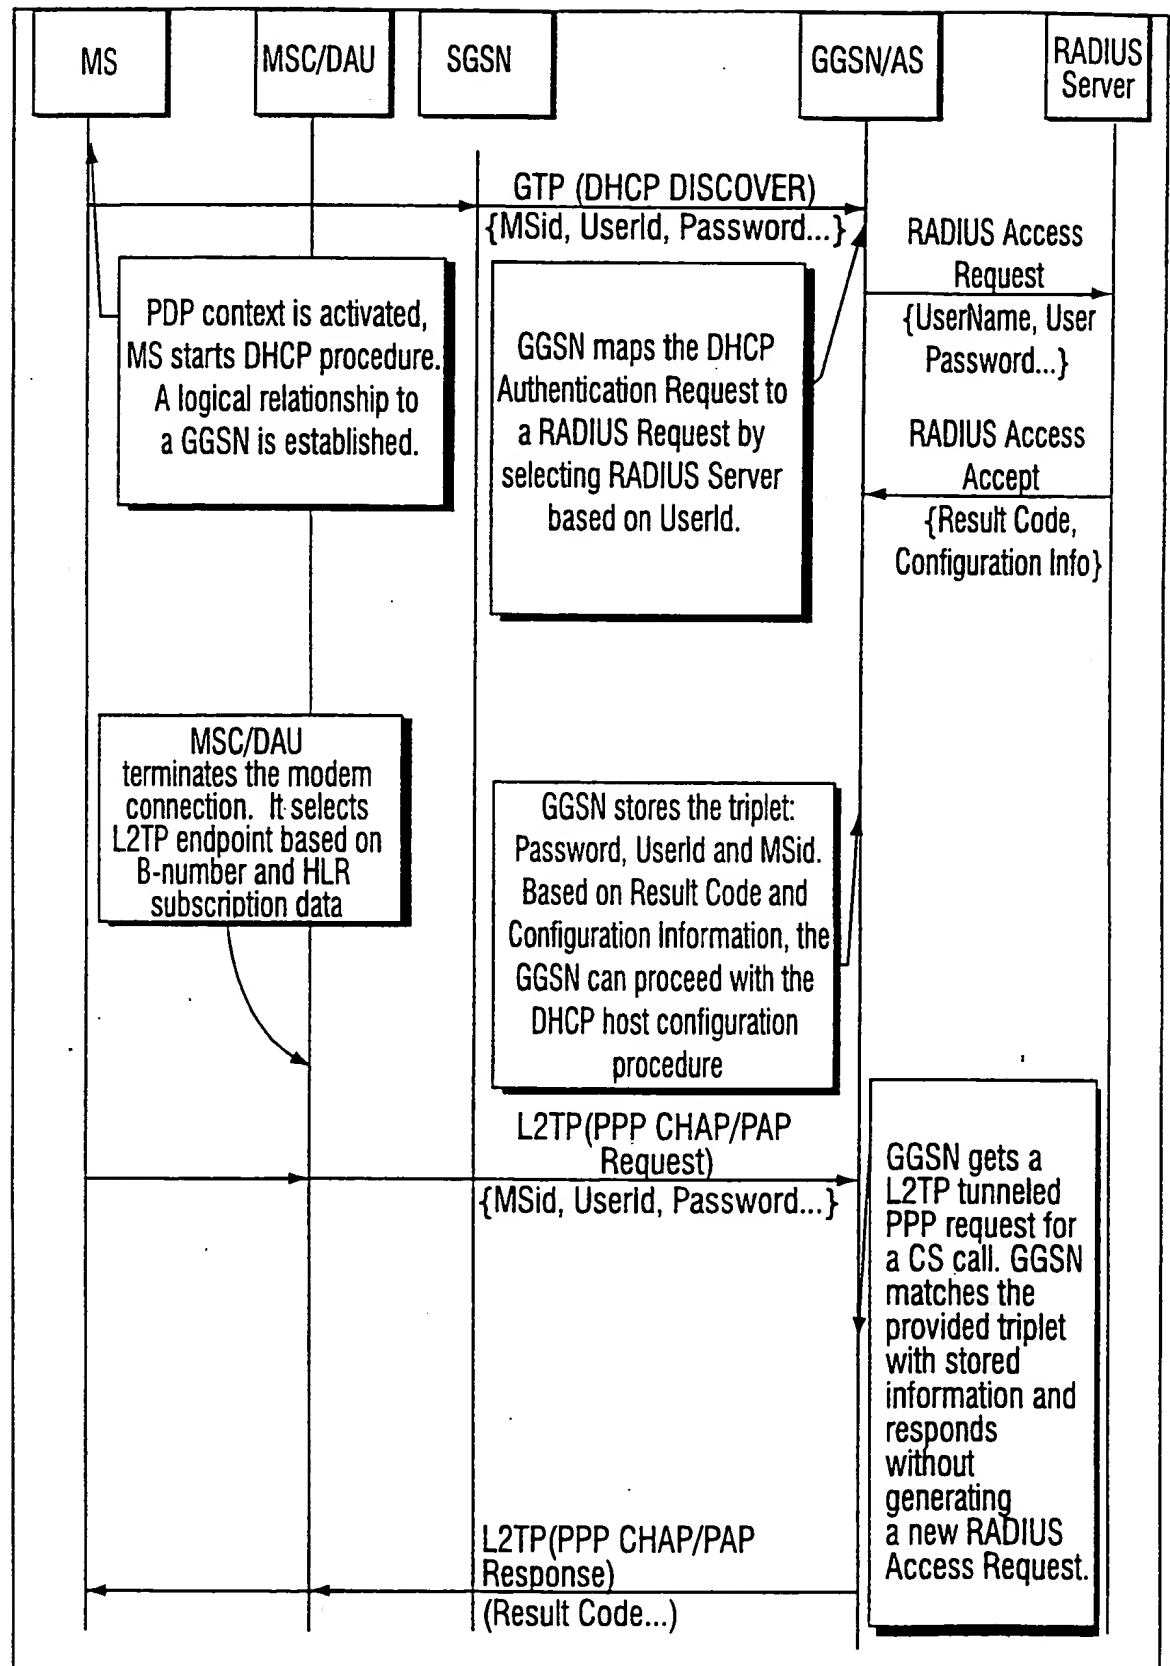 MS
MSC/DAU
SGSN
GGSN/AS
RADIUS
Server
GTP (DHCP DISCOVER)
{MSid, UserId, Password...}
RADIUS Access
Request
{UserName, User
Password...}
PDP context is activated,
MS starts DHCP procedure.
A logical relationship to
a GGSN is established.
GGSN maps the DHCP
Authentication Request to
a RADIUS Request by
selecting RADIUS Server
based on UserId.
RADIUS Access
Accept
{Result Code,
Configuration Info}
MSC/DAU
terminates the modem
connection. It selects
L2TP endpoint based on
B-number and HLR
subscription data
GGSN stores the triplet:
Password, UserId and MSid.
Based on Result Code and
Configuration Information, the
GGSN can proceed with the
DHCP host configuration
procedure
L2TP(PPP CHAP/PAP
Request)
{MSid, UserId, Password...}
GGSN gets a
L2TP tunneled
PPP request for
a CS call. GGSN
matches the
provided triplet
with stored
information and
responds
without
generating
a new RADIUS
Access Request.
L2TP(PPP CHAP/PAP
Response)
(Result Code...)